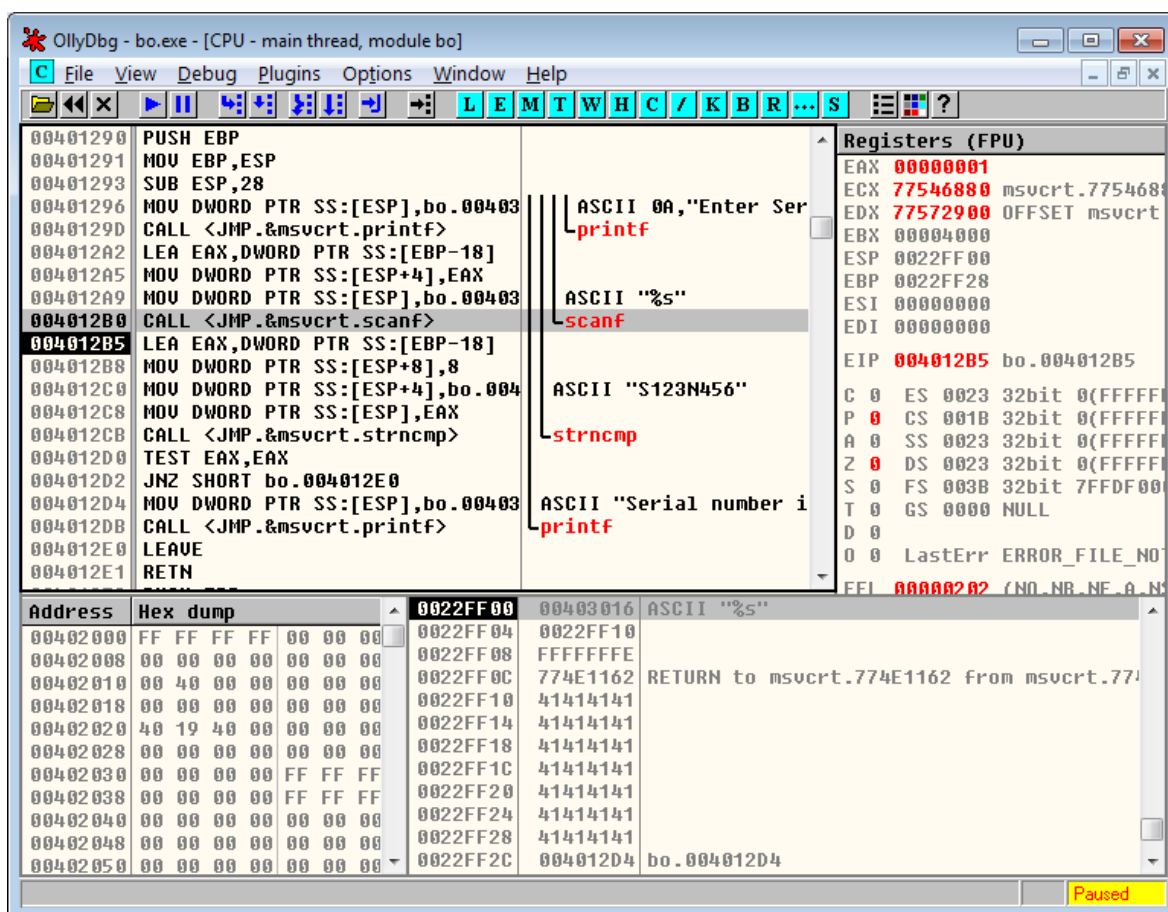 OllyDbg - bo.exe - [CPU - main thread, module bo]
C File View Debug Plugins Options Window Help
L E M T W H C / K B R ... S ?
00401290 PUSH EBP
00401291 MOV EBP,ESP
00401293 SUB ESP,28
00401296 MOV DWORD PTR SS:[ESP],bo.00403 ASCII 0A,"Enter Ser
0040129D CALL <JMP.&msvcrt.printf> printf
004012A2 LEA EAX,DWORD PTR SS:[EBP-18]
004012A5 MOV DWORD PTR SS:[ESP+4],EAX
004012A9 MOV DWORD PTR SS:[ESP],bo.00403 ASCII "%s"
004012B0 CALL <JMP.&msvcrt.scanf> scanf
004012B5 LEA EAX,DWORD PTR SS:[EBP-18]
004012B8 MOV DWORD PTR SS:[ESP+8],8
004012C0 MOV DWORD PTR SS:[ESP+4],bo.004 ASCII "S123N456"
004012C8 MOV DWORD PTR SS:[ESP],EAX
004012CB CALL <JMP.&msvcrt.strncmp> strncmp
004012D0 TEST EAX,EAX
004012D2 JNZ SHORT bo.004012E0
004012D4 MOV DWORD PTR SS:[ESP],bo.00403 ASCII "Serial number i
004012DB CALL <JMP.&msvcrt.printf> printf
004012E0 LEAVE
004012E1 RETN
Registers (FPU)
EAX 00000001
ECX 77546880 msvcrt.7754688
EDX 77572900 OFFSET msvcrt
EBX 00004000
ESP 0022FF00
EBP 0022FF28
ESI 00000000
EDI 00000000
EIP 004012B5 bo.004012B5
C 0 ES 0023 32bit 0(FFFFF
P 0 CS 001B 32bit 0(FFFFF
A 0 SS 0023 32bit 0(FFFFF
Z 0 DS 0023 32bit 0(FFFFF
S 0 FS 003B 32bit 7FFDF00
T 0 GS 0000 NULL
D 0
O 0 LastErr ERROR_FILE_NO
EFL 00000202 (NO,NB,NE,A,NS
Address Hex dump
00402000 FF FF FF FF 00 00 00
00402008 00 00 00 00 00 00 00
00402010 00 40 00 00 00 00 00
00402018 00 00 00 00 00 00 00
00402020 40 19 40 00 00 00 00
00402028 00 00 00 00 00 00 00
00402030 00 00 00 00 FF FF FF
00402038 00 00 00 00 FF FF FF
00402040 00 00 00 00 00 00 00
00402048 00 00 00 00 00 00 00
00402050 00 00 00 00 00 00 00
0022FF00 00403016 ASCII "%s"
0022FF04 0022FF10
0022FF08 FFFFFFFE
0022FF0C 774E1162 RETURN to msvcrt.774E1162 from msvcrt.77
0022FF10 41414141
0022FF14 41414141
0022FF18 41414141
0022FF1C 41414141
0022FF20 41414141
0022FF24 41414141
0022FF28 41414141
0022FF2C 004012D4 bo.004012D4
Paused